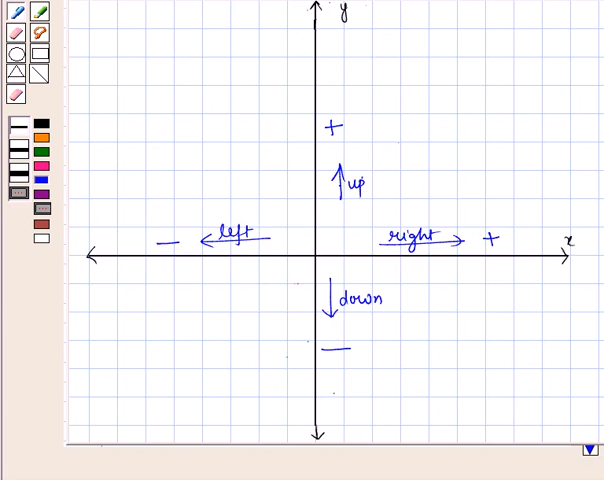 y
+
↑ up
− ← left right → +
x
↓ down
−